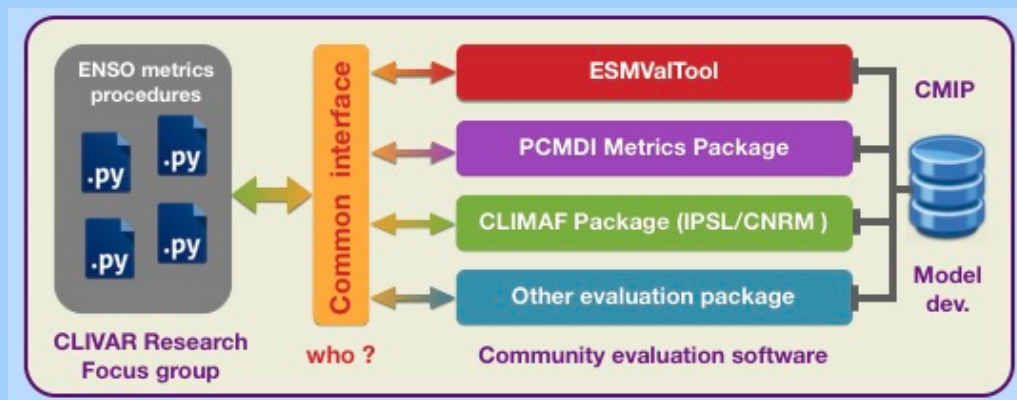 ENSO metrics
procedures
.py
.py
.py
.py
CLIVAR Research
Focus group
Common interface
who ?
ESMValTool
PCMDI Metrics Package
CLIMAF Package (IPSL/CNRM )
Other evaluation package
Community evaluation software
CMIP
Model
dev.